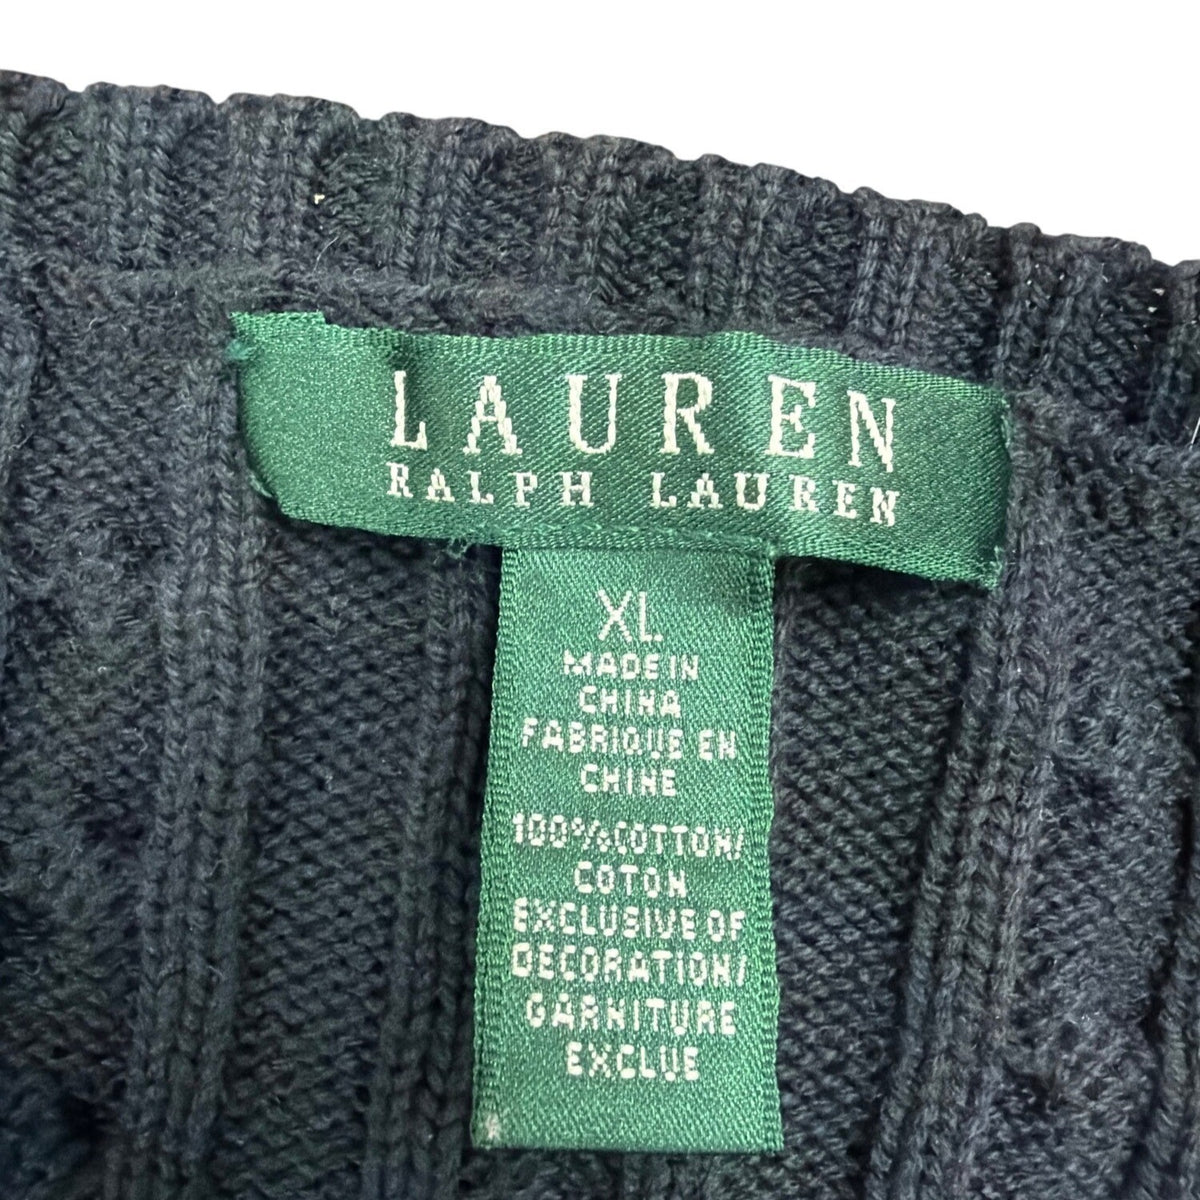 LAUREN
RALPH LAUREN
XL
MADE IN
CHINA
FABRIQUE EN
CHINE
100% COTTON/
COTON
EXCLUSIVE OF
DECORATION/
GARNITURE
EXCLUE